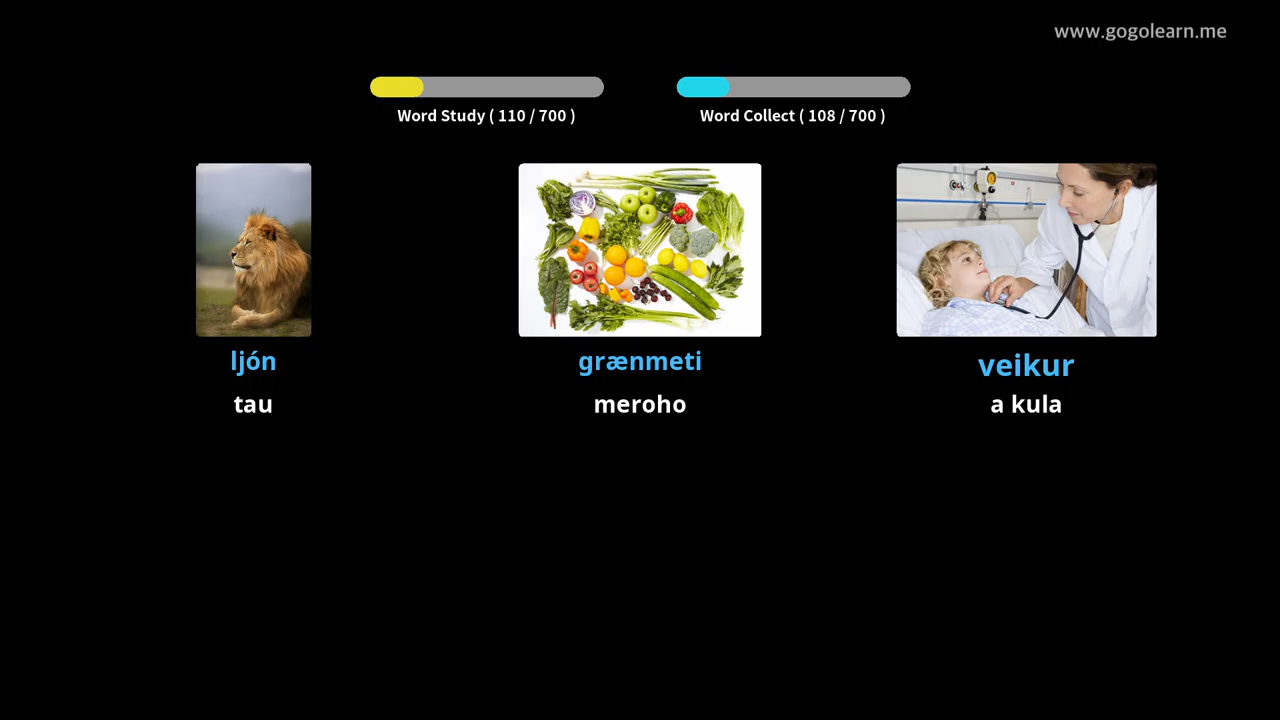 www.gogolearn.me
Word Study ( 110 / 700 )
Word Collect ( 108 / 700 )
ljón
grænmeti
veikur
tau
meroho
a kula